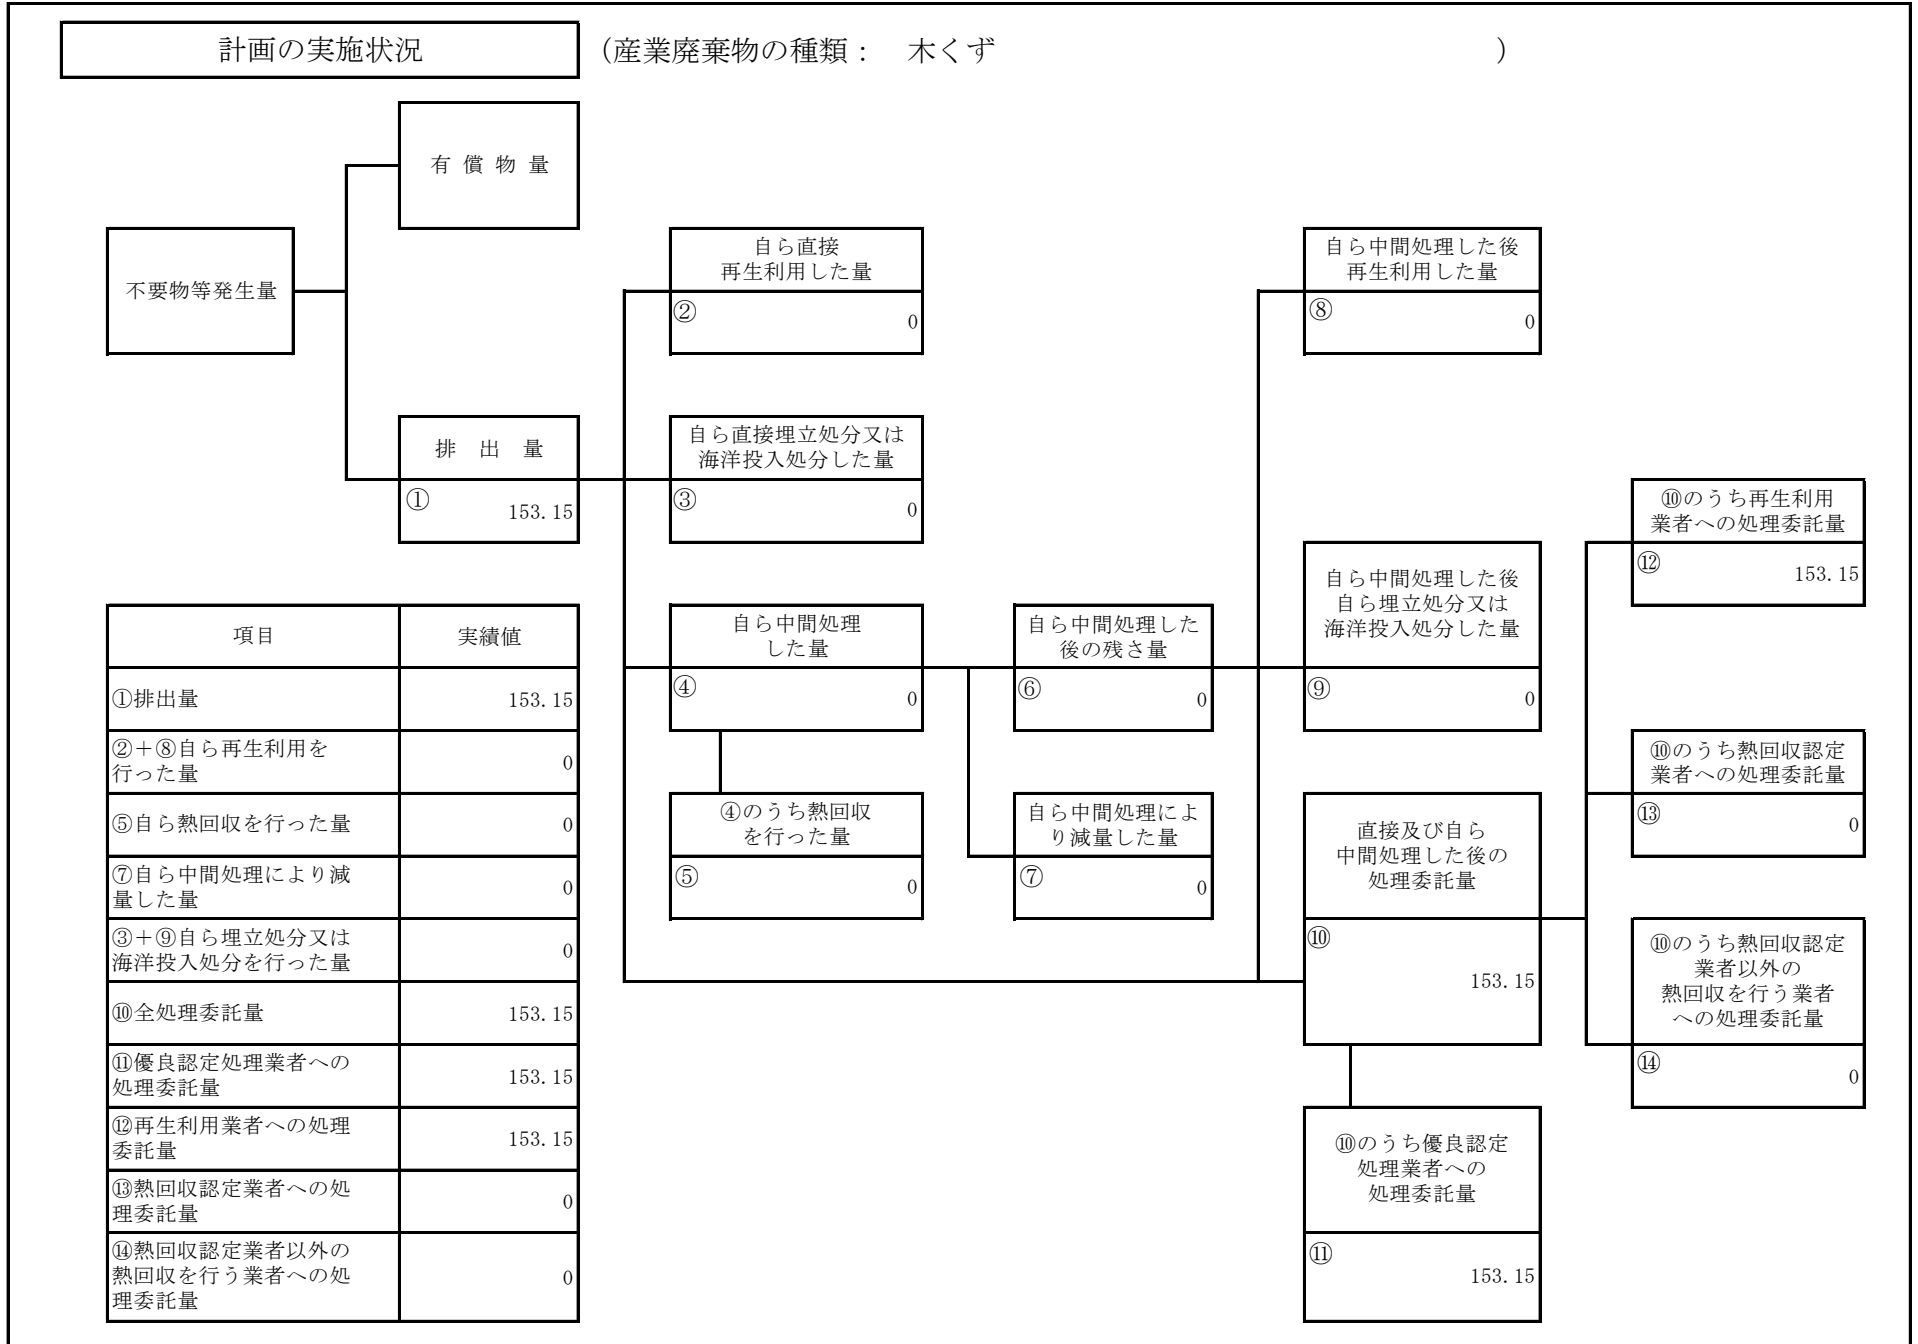 計画の実施状況 （産業廃棄物の種類： 木くず ）
有 償 物 量
不要物等発生量
自ら直接
再生利用した量
② 0
自ら中間処理した後
再生利用した量
⑧ 0
排 出 量
① 153.15
自ら直接埋立処分又は
海洋投入処分した量
③ 0
⑩のうち再生利用
業者への処理委託量
⑫ 153.15
自ら中間処理した後
自ら埋立処分又は
海洋投入処分した量
⑨ 0
自ら中間処理
した量
④ 0
自ら中間処理した
後の残さ量
⑥ 0
⑩のうち熱回収認定
業者への処理委託量
⑬ 0
④のうち熱回収
を行った量
⑤ 0
自ら中間処理によ
り減量した量
⑦ 0
直接及び自ら
中間処理した後の
処理委託量
⑩
153.15
⑩のうち熱回収認定
業者以外の
熱回収を行う業者
への処理委託量
⑭ 0
⑩のうち優良認定
処理業者への
処理委託量
⑪
153.15
項目 実績値
①排出量 153.15
②＋⑧自ら再生利用を
行った量 0
⑤自ら熱回収を行った量 0
⑦自ら中間処理により減
量した量 0
③＋⑨自ら埋立処分又は
海洋投入処分を行った量 0
⑩全処理委託量 153.15
⑪優良認定処理業者への
処理委託量 153.15
⑫再生利用業者への処理
委託量 153.15
⑬熱回収認定業者への処
理委託量 0
⑭熱回収認定業者以外の
熱回収を行う業者への処
理委託量 0